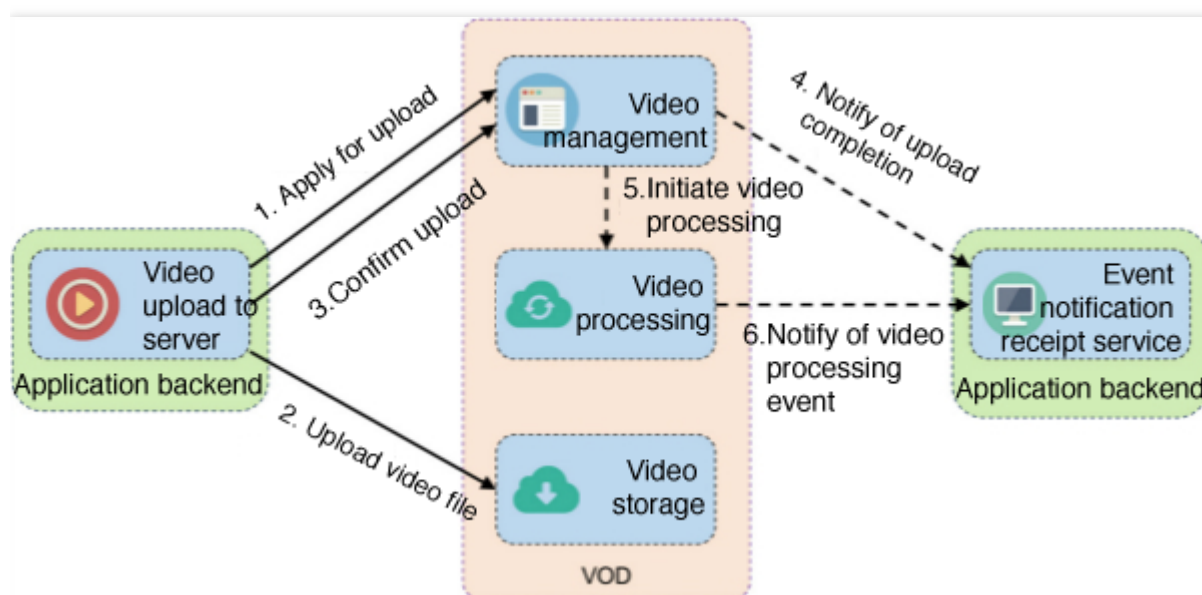 Video
management
1. Apply for upload
3.Confirm upload
2. Upload video file
Video
upload to
server
Application backend
5.Initiate video
processing
Video
processing
Video
storage
VOD
4. Notify of upload
completion
6.Notify of video
processing
event
Event
notification
receipt service
Application backend